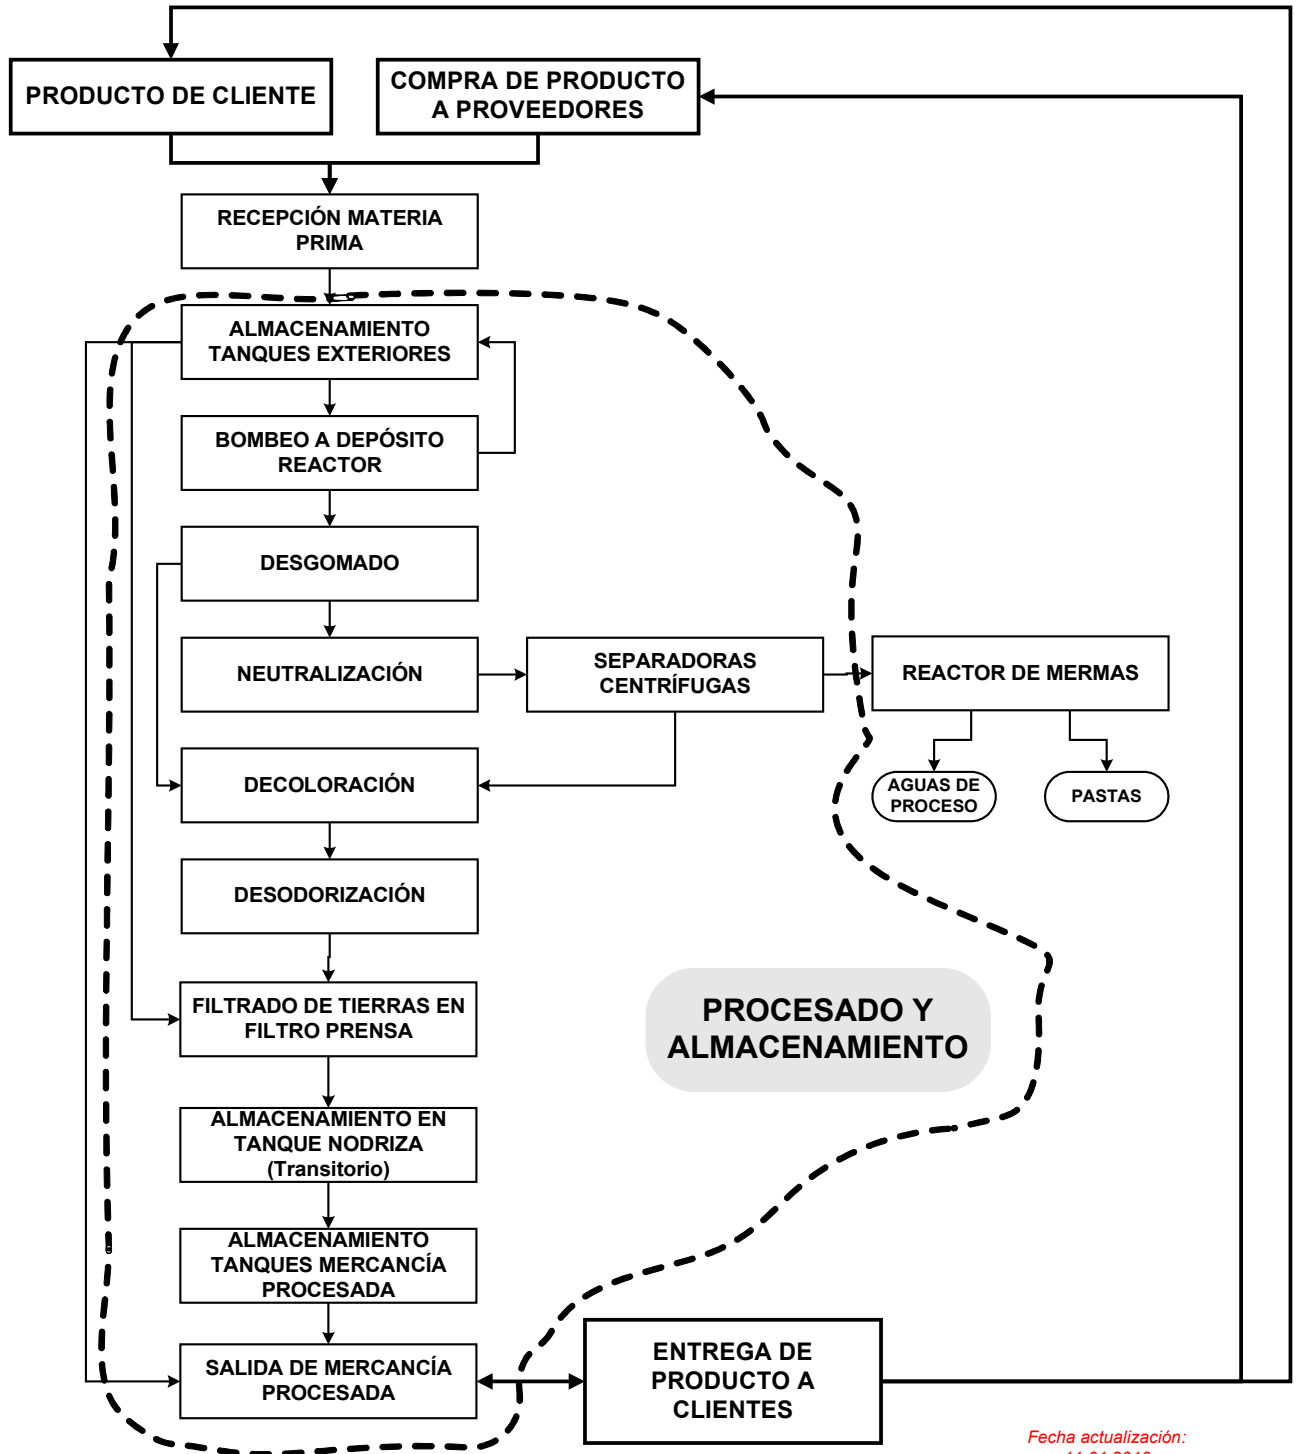 PRODUCTO DE CLIENTE
COMPRA DE PRODUCTO
A PROVEEDORES
RECEPCIÓN MATERIA
PRIMA
ALMACENAMIENTO
TANQUES EXTERIORES
BOMBEO A DEPÓSITO
REACTOR
DESGOMADO
NEUTRALIZACIÓN
SEPARADORAS
CENTRÍFUGAS
REACTOR DE MERMAS
DECOLORACIÓN
AGUAS DE
PROCESO
PASTAS
DESODORIZACIÓN
FILTRADO DE TIERRAS EN
FILTRO PRENSA
PROCESADO Y
ALMACENAMIENTO
ALMACENAMIENTO EN
TANQUE NODRIZA
(Transitorio)
ALMACENAMIENTO
TANQUES MERCANCÍA
PROCESADA
SALIDA DE MERCANCÍA
PROCESADA
ENTREGA DE
PRODUCTO A
CLIENTES
Fecha actualización: